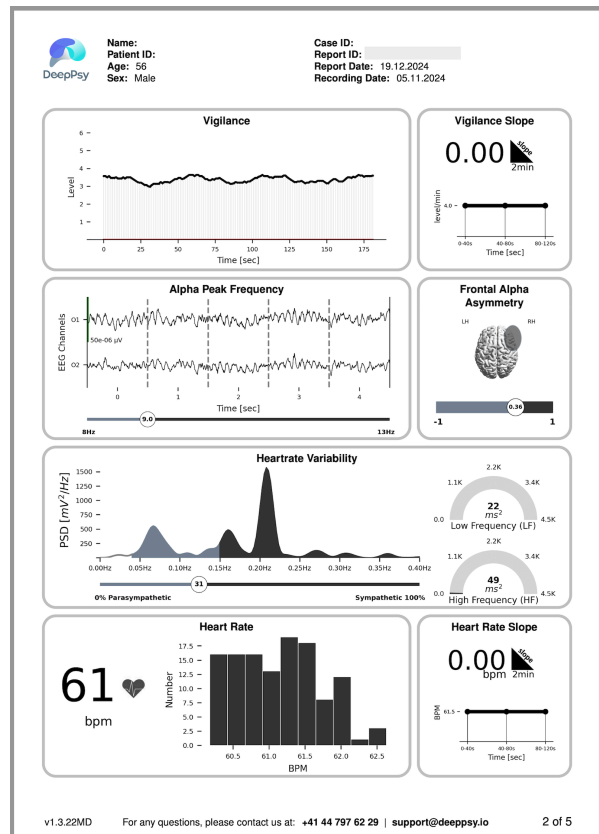 DeepPsy
Name:
Patient ID:
Age: 56
Sex: Male
Case ID:
Report ID:
Report Date: 19.12.2024
Recording Date: 05.11.2024
Vigilance
Level
6
5
4
3
2
1
0 25 50 75 100 125 150 175
Time [sec]
Vigilance Slope
0.00
slope
2min
level/min
4.0
0-40s 40-80s 80-120s
Time [sec]
Alpha Peak Frequency
EEG Channels
O1
50e-06 µV
O2
0 1 2 3 4
Time [sec]
9.0
8Hz 13Hz
Frontal Alpha
Asymmetry
LH RH
0.36
-1 1
Heartrate Variability
PSD [mV²/Hz]
1500
1250
1000
750
500
250
0.00Hz 0.05Hz 0.10Hz 0.15Hz 0.20Hz 0.25Hz 0.30Hz 0.35Hz 0.40Hz
31
0% Parasympathetic Sympathetic 100%
2.2K
1.1K 3.4K
22
ms²
0.0 4.5K
Low Frequency (LF)
2.2K
1.1K 3.4K
49
ms²
0.0 4.5K
High Frequency (HF)
Heart Rate
61
bpm
Number
17.5
15.0
12.5
10.0
7.5
5.0
2.5
0.0
60.5 61.0 61.5 62.0 62.5
BPM
Heart Rate Slope
0.00
slope
bpm 2min
BPM
61.5
0-40s 40-80s 80-120s
Time [sec]
v1.3.22MD For any questions, please contact us at: +41 44 797 62 29 | support@deeppsy.io 2 of 5